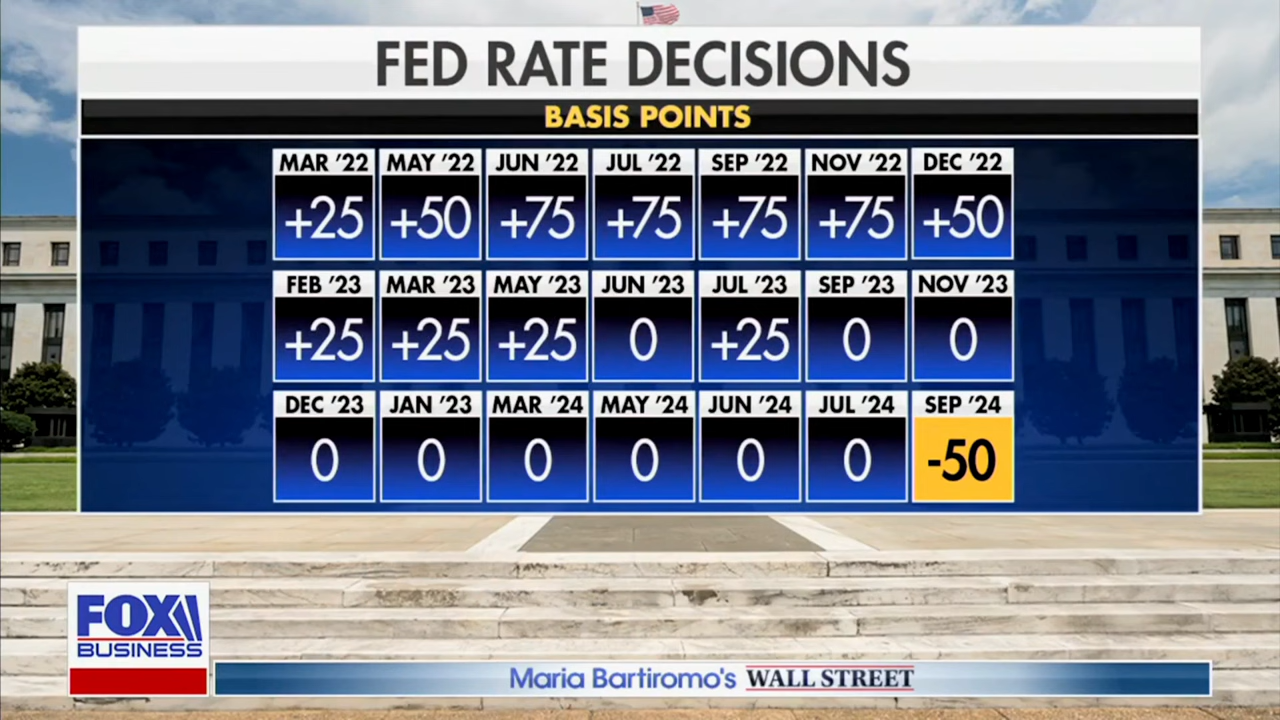 FED RATE DECISIONS
BASIS POINTS
MAR '22 MAY '22 JUN '22 JUL '22 SEP '22 NOV '22 DEC '22
+25 +50 +75 +75 +75 +75 +50
FEB '23 MAR '23 MAY '23 JUN '23 JUL '23 SEP '23 NOV '23
+25 +25 +25 0 +25 0 0
DEC '23 JAN '23 MAR '24 MAY '24 JUN '24 JUL '24 SEP '24
0 0 0 0 0 0 -50
FOX
BUSINESS
Maria Bartiromo's WALL STREET